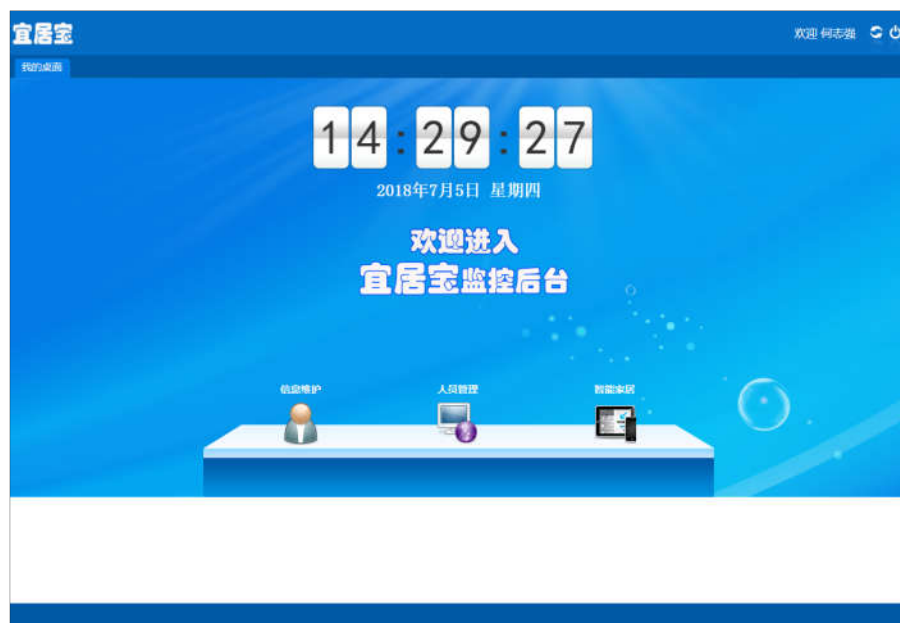 宜居宝
欢迎 何志强
我的桌面
14:29:27
2018年7月5日 星期四
欢迎进入
宜居宝监控后台
信息维护
人员管理
智能家居